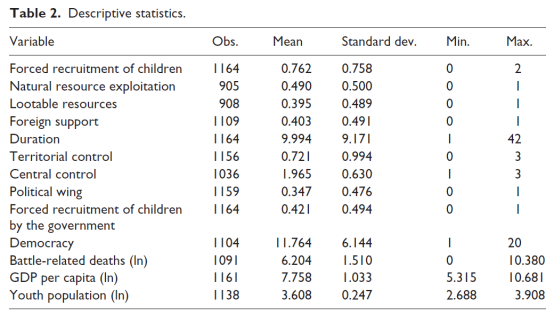 Table 2. Descriptive statistics.
Variable Obs. Mean Standard dev. Min. Max.
Forced recruitment of children 1164 0.762 0.758 0 2
Natural resource exploitation 905 0.490 0.500 0 1
Lootable resources 908 0.395 0.489 0 1
Foreign support 1109 0.403 0.491 0 1
Duration 1164 9.994 9.171 1 42
Territorial control 1156 0.721 0.994 0 3
Central control 1036 1.965 0.630 1 3
Political wing 1159 0.347 0.476 0 1
Forced recruitment of children 1164 0.421 0.494 0 1
by the government
Democracy 1104 11.764 6.144 1 20
Battle-related deaths (ln) 1091 6.204 1.510 0 10.380
GDP per capita (ln) 1161 7.758 1.033 5.315 10.681
Youth population (ln) 1138 3.608 0.247 2.688 3.908